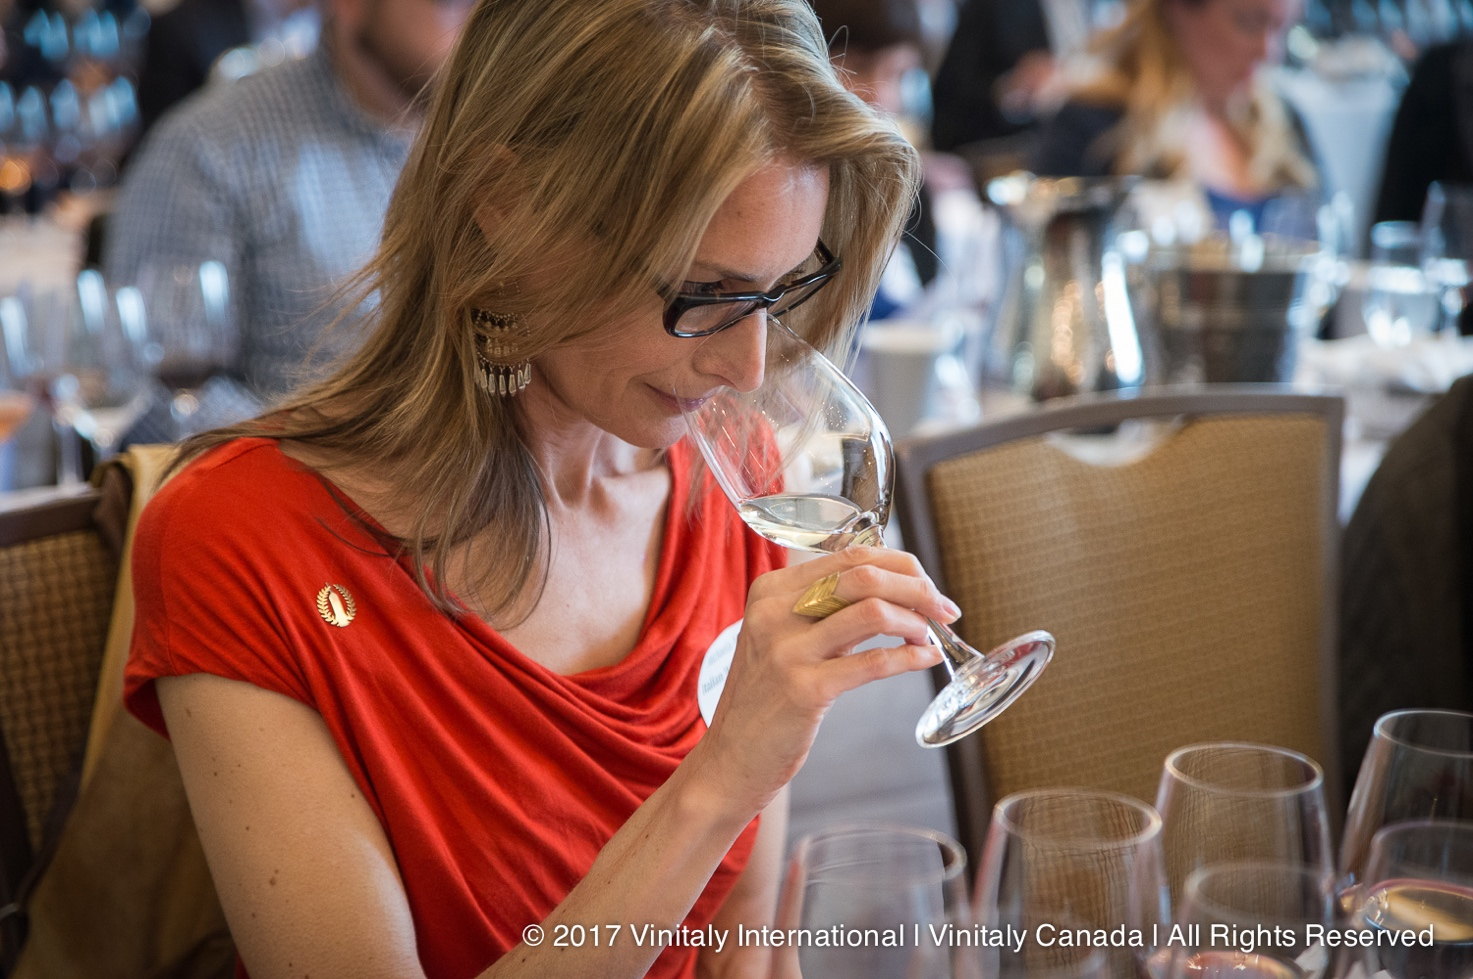 © 2017 Vinitaly International | Vinitaly Canada | All Rights Reserved